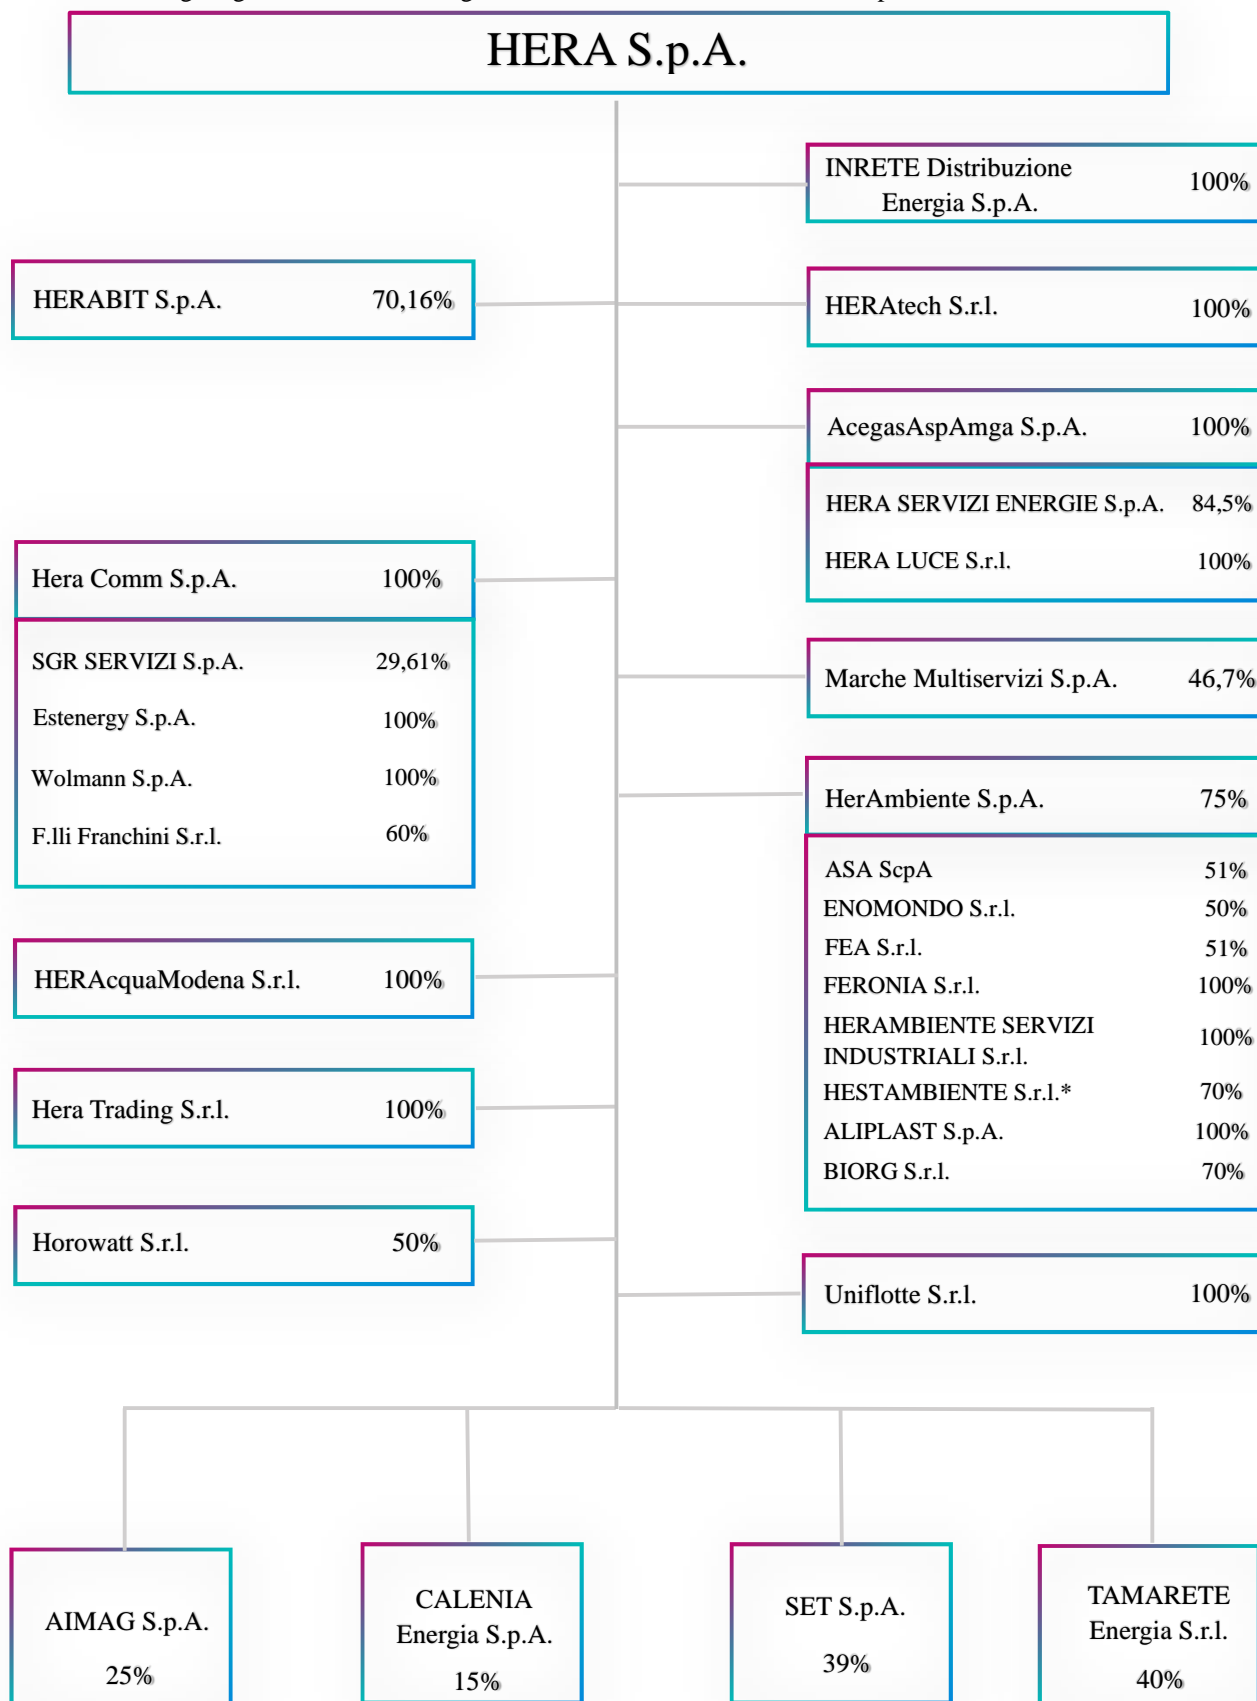 HERA S.p.A.
INRETE Distribuzione
Energia S.p.A.
100%
HERABIT S.p.A. 70,16%
HERAtech S.r.l. 100%
AcegasAspAmga S.p.A. 100%
HERA SERVIZI ENERGIE S.p.A. 84,5%
HERA LUCE S.r.l. 100%
Hera Comm S.p.A. 100%
SGR SERVIZI S.p.A. 29,61%
Estenergy S.p.A. 100%
Wolmann S.p.A. 100%
F.lli Franchini S.r.l. 60%
Marche Multiservizi S.p.A. 46,7%
HerAmbiente S.p.A. 75%
ASA ScpA 51%
ENOMONDO S.r.l. 50%
FEA S.r.l. 51%
FERONIA S.r.l. 100%
HERAMBIENTE SERVIZI
INDUSTRIALI S.r.l.
100%
HESTAMBIENTE S.r.l.* 70%
ALIPLAST S.p.A. 100%
BIORG S.r.l. 70%
HERAcquaModena S.r.l. 100%
Hera Trading S.r.l. 100%
Horowatt S.r.l. 50%
Uniflotte S.r.l. 100%
AIMAG S.p.A.
25%
CALENIA
Energia S.p.A.
15%
SET S.p.A.
39%
TAMARETE
Energia S.r.l.
40%